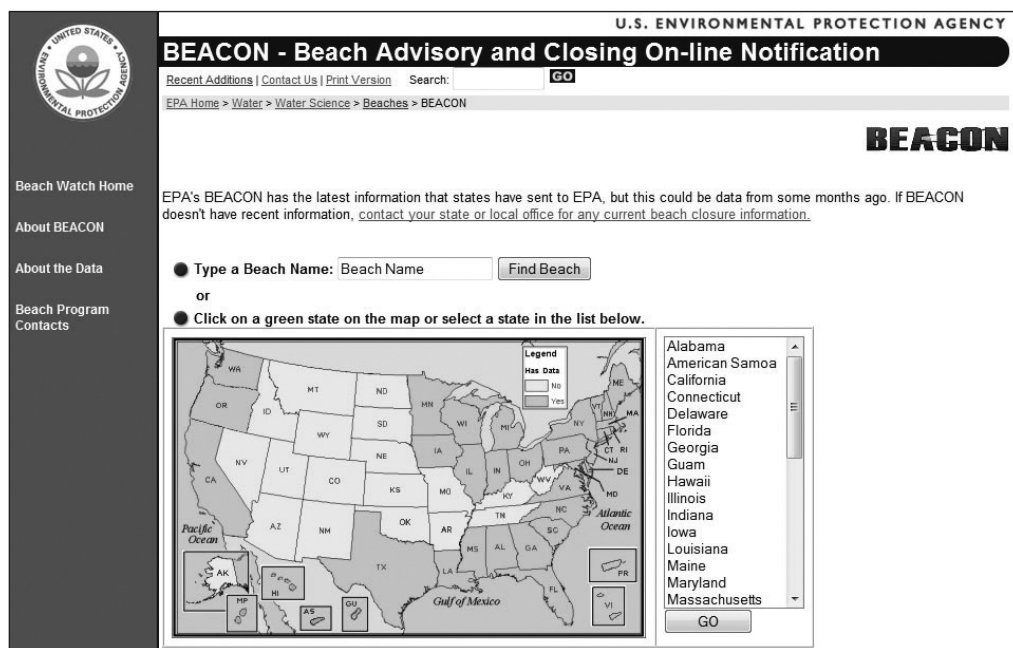 U.S. ENVIRONMENTAL PROTECTION AGENCY
UNITED STATES
ENVIRONMENTAL PROTECTION AGENCY
BEACON - Beach Advisory and Closing On-line Notification
Recent Additions | Contact Us | Print Version Search: GO
EPA Home > Water > Water Science > Beaches > BEACON
BEACON
Beach Watch Home
About BEACON
About the Data
Beach Program
Contacts
EPA's BEACON has the latest information that states have sent to EPA, but this could be data from some months ago. If BEACON
doesn't have recent information, contact your state or local office for any current beach closure information.
Type a Beach Name: Beach Name Find Beach
or
Click on a green state on the map or select a state in the list below.
Legend
Has Data
No
Yes
WA
MT
ND
MN
ME
OR
ID
SD
WI
MI
VT
NH
MA
NY
WY
IA
PA
CT RI
NJ
NE
NV
UT
IL
IN
OH
DE
CA
CO
KS
MO
WV
VA
MD
KY
AZ
NM
OK
AR
TN
NC
SC
Atlantic
Ocean
Pacific
Ocean
TX
MS
AL
GA
LA
FL
Gulf of Mexico
AK
HI
MP
AS
GU
PR
VI
Alabama
American Samoa
California
Connecticut
Delaware
Florida
Georgia
Guam
Hawaii
Illinois
Indiana
Iowa
Louisiana
Maine
Maryland
Massachusetts
GO